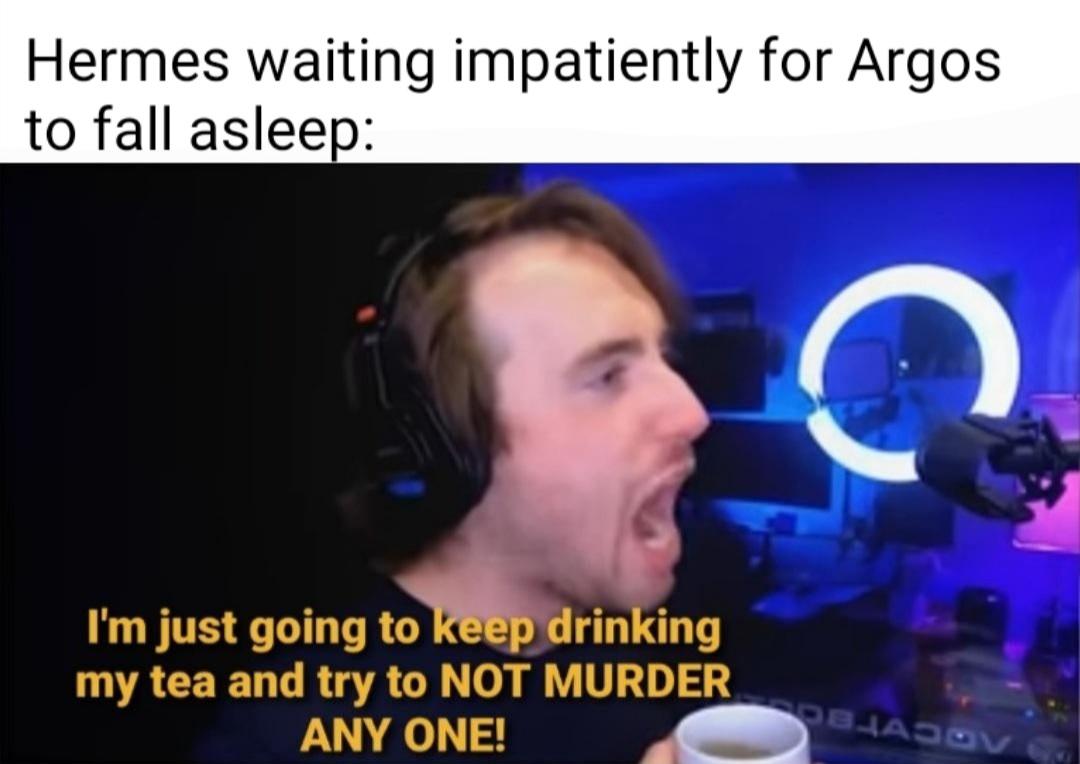 Hermes waiting impatiently for Argos
to fall asleep:
I'm just going to keep drinking
my tea and try to NOT MURDER
ANY ONE!